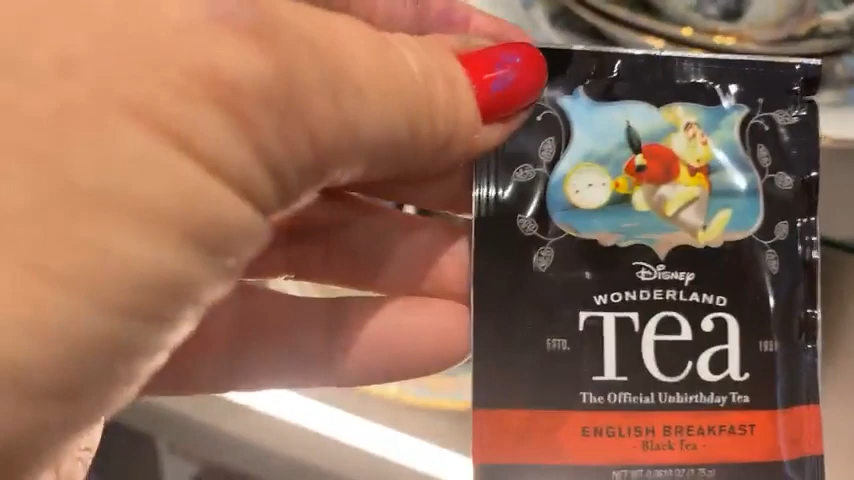 Disney
WONDERLAND
Tea
ESTD.
The Official Unbirthday Tea
ENGLISH BREAKFAST
- Black Tea -